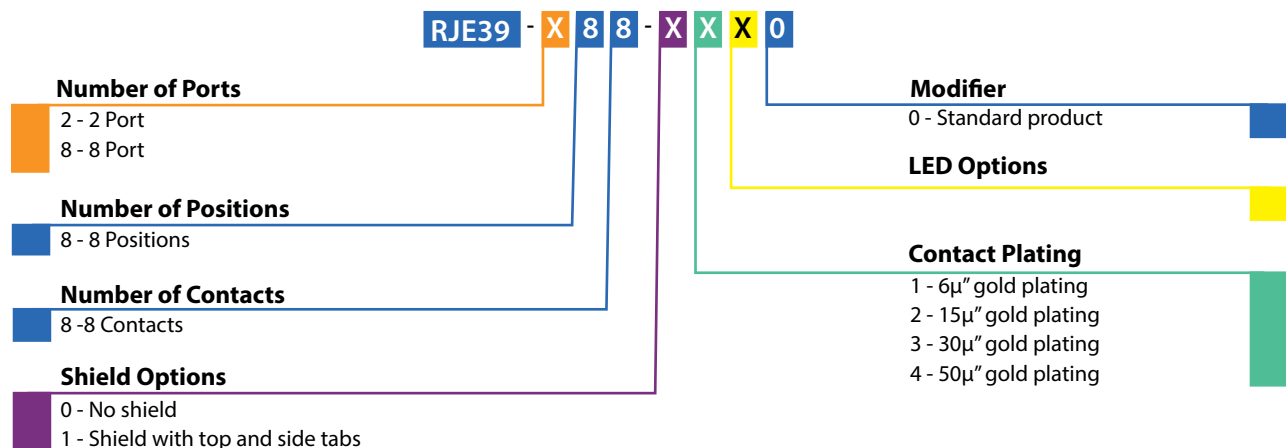 RJE39 - X 8 8 - X X X 0
Number of Ports
2 - 2 Port
8 - 8 Port
Number of Positions
8 - 8 Positions
Number of Contacts
8 -8 Contacts
Shield Options
0 - No shield
1 - Shield with top and side tabs
Modifier
0 - Standard product
LED Options
Contact Plating
1 - 6µ” gold plating
2 - 15µ” gold plating
3 - 30µ” gold plating
4 - 50µ” gold plating